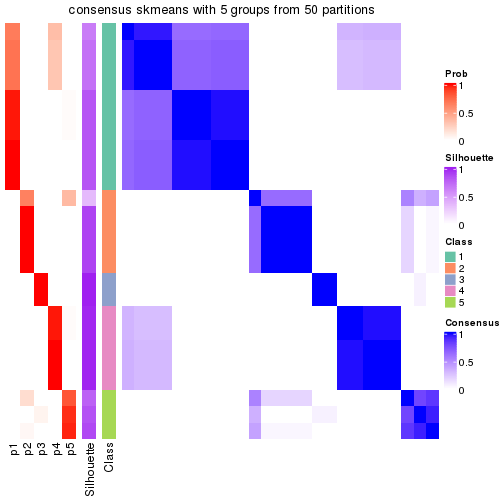 consensus skmeans with 5 groups from 50 partitions
Prob
1
0.5
0
Silhouette
1
0.5
0
Class
1
2
3
4
5
Consensus
1
0.5
0
p1
p2
p3
p4
p5
Silhouette
Class